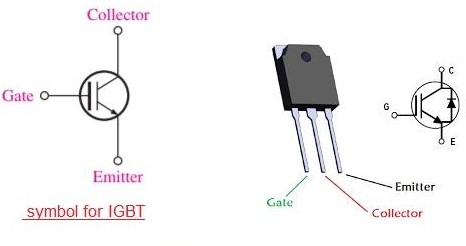 Collector
Gate
Emitter
symbol for IGBT
Gate
Collector
Emitter
C
G
E